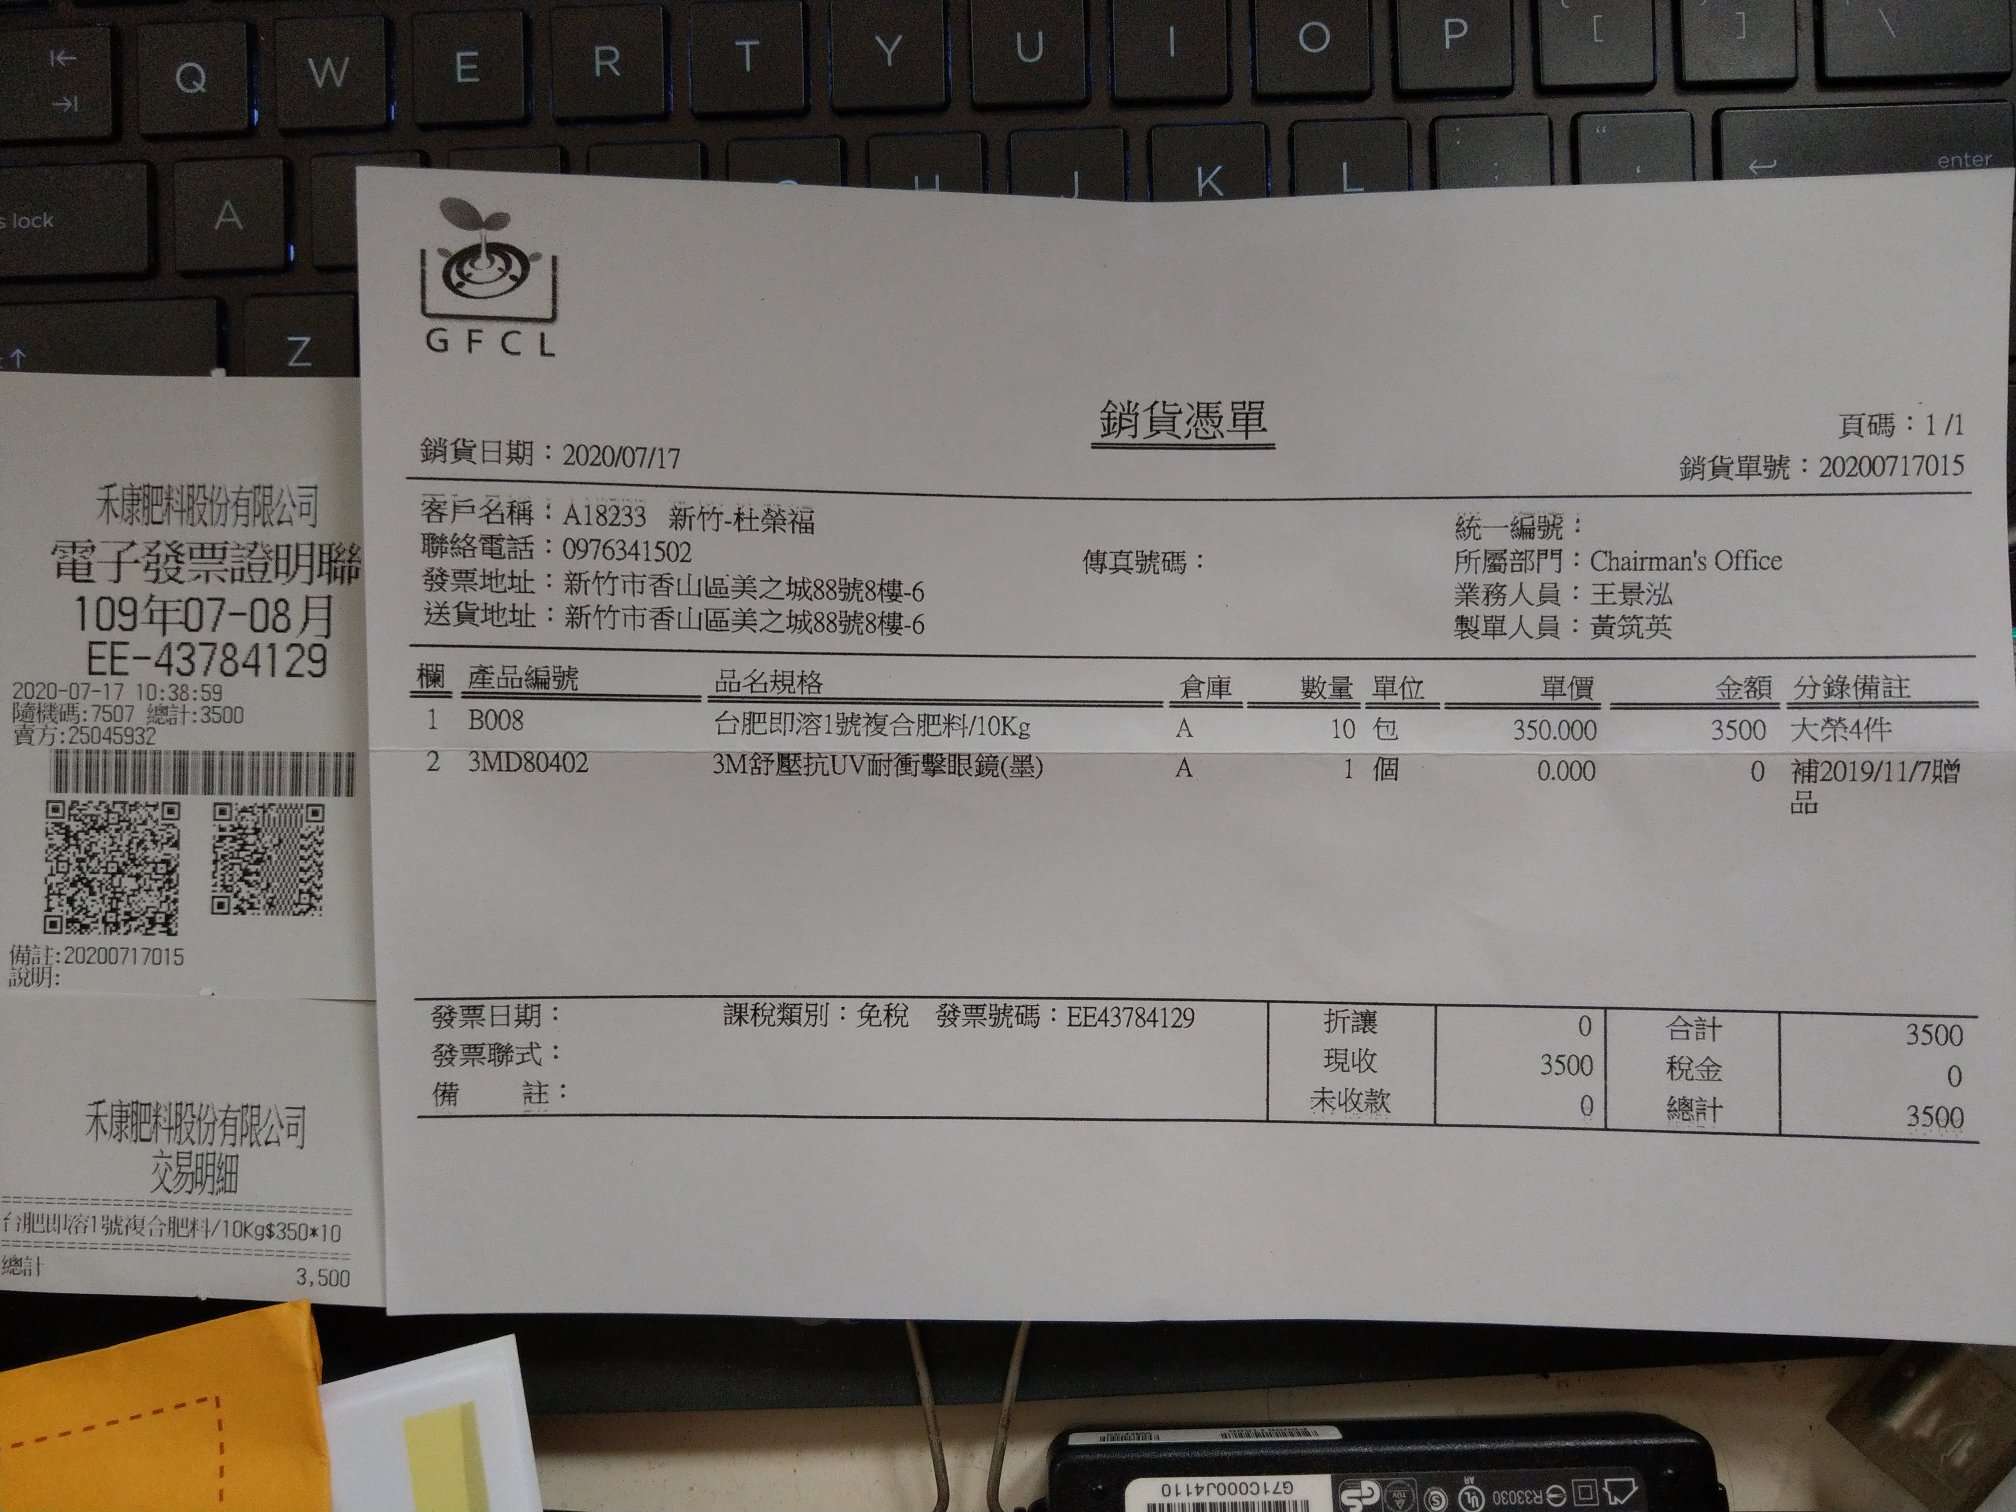 Q W E R T Y U I O P [ ] \
s lock A H J K L ; ' " enter
Z
GFCL
銷貨憑單
頁碼：1 /1
銷貨日期：2020/07/17
銷貨單號：20200717015
客戶名稱：A18233 新竹-杜榮福
統一編號：
聯絡電話：0976341502
傳真號碼：
所屬部門：Chairman's Office
發票地址：新竹市香山區美之城88號8樓-6
業務人員：王景泓
送貨地址：新竹市香山區美之城88號8樓-6
製單人員：黃筑英
欄 產品編號 品名規格 倉庫 數量 單位 單價 金額 分錄備註
1 B008 台肥即溶1號複合肥料/10Kg A 10 包 350.000 3500 大榮4件
2 3MD80402 3M舒壓抗UV耐衝擊眼鏡(墨) A 1 個 0.000 0 補2019/11/7贈
品
發票日期： 課稅類別：免稅 發票號碼：EE43784129 折讓 0 合計 3500
發票聯式： 現收 3500 稅金 0
備 註： 未收款 0 總計 3500
禾康肥料股份有限公司
電子發票證明聯
109年07-08月
EE-43784129
2020-07-17 10:38:59
隨機碼:7507 總計:3500
賣方:25045932
備註:20200717015
說明:
禾康肥料股份有限公司
交易明細
台肥即溶1號複合肥料/10Kg$350*10
總計 3,500
G71C000J4110
R33030